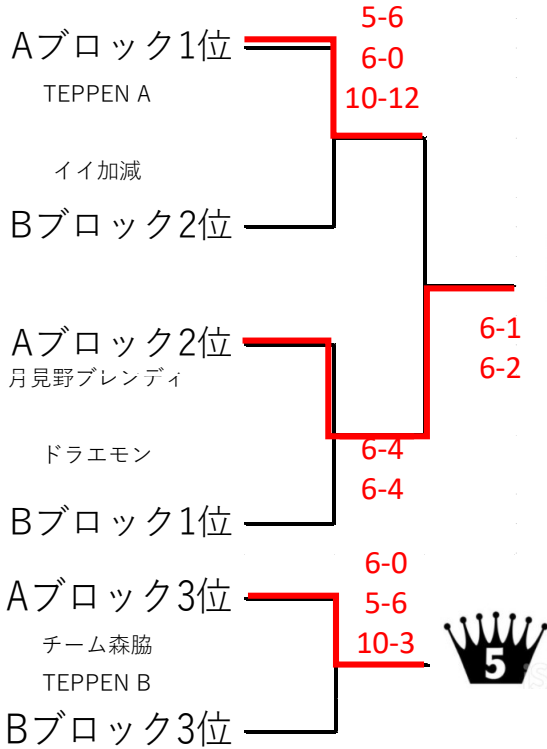 Aブロック1位
TEPPEN A
5-6
6-0
10-12
イイ加減
Bブロック2位
Aブロック2位
月見野ブレンディ
6-1
6-2
ドラエモン
6-4
6-4
Bブロック1位
Aブロック3位
チーム森脇
6-0
5-6
10-3
5
TEPPEN B
Bブロック3位